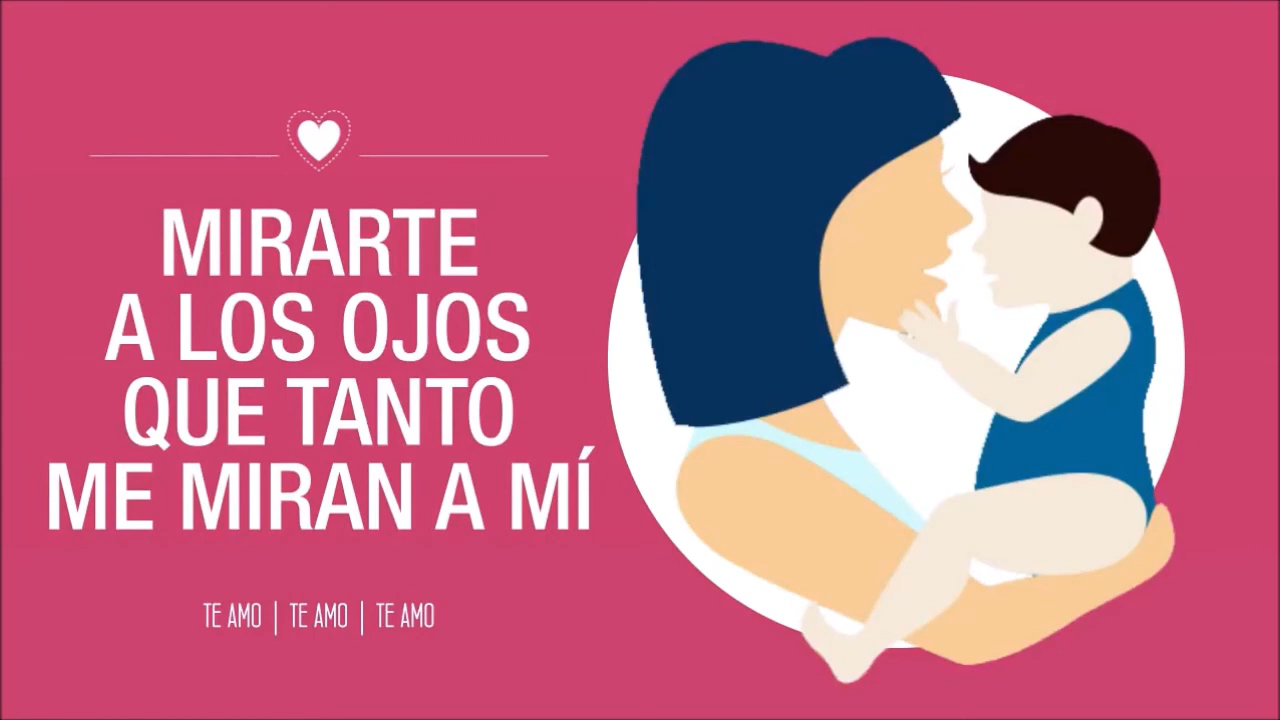 MIRARTE
A LOS OJOS
QUE TANTO
ME MIRAN A MÍ
TE AMO | TE AMO | TE AMO